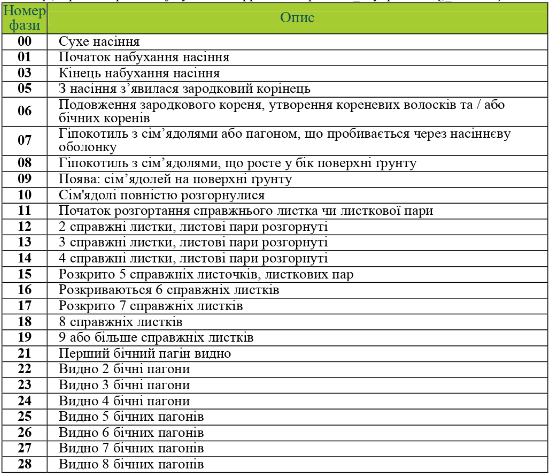 Номер фази Опис
00 Сухе насіння
01 Початок набухання насіння
03 Кінець набухання насіння
05 З насіння з’явилася зародковий корінець
06 Подовження зародкового кореня, утворення кореневих волосків та / або
бічних коренів
07 Гіпокотиль з сім’ядолями або пагоном, що пробивається через насіннєву
оболонку
08 Гіпокотиль з сім’ядолями, що росте у бік поверхні ґрунту
09 Поява: сім’ядолей на поверхні ґрунту
10 Сім'ядолі повністю розгорнулися
11 Початок розгортання справжнього листка чи листкової пари
12 2 справжні листки, листові пари розгорнуті
13 3 справжні листки, листові пари розгорнуті
14 4 справжні листки, листові пари розгорнуті
15 Розкрито 5 справжніх листочків, листкових пар
16 Розкриваються 6 справжніх листків
17 Розкрито 7 справжніх листків
18 8 справжніх листків
19 9 або більше справжніх листків
21 Перший бічний пагін видно
22 Видно 2 бічні пагони
23 Видно 3 бічні пагони
24 Видно 4 бічні пагони
25 Видно 5 бічних пагонів
26 Видно 6 бічних пагонів
27 Видно 7 бічних пагонів
28 Видно 8 бічних пагонів